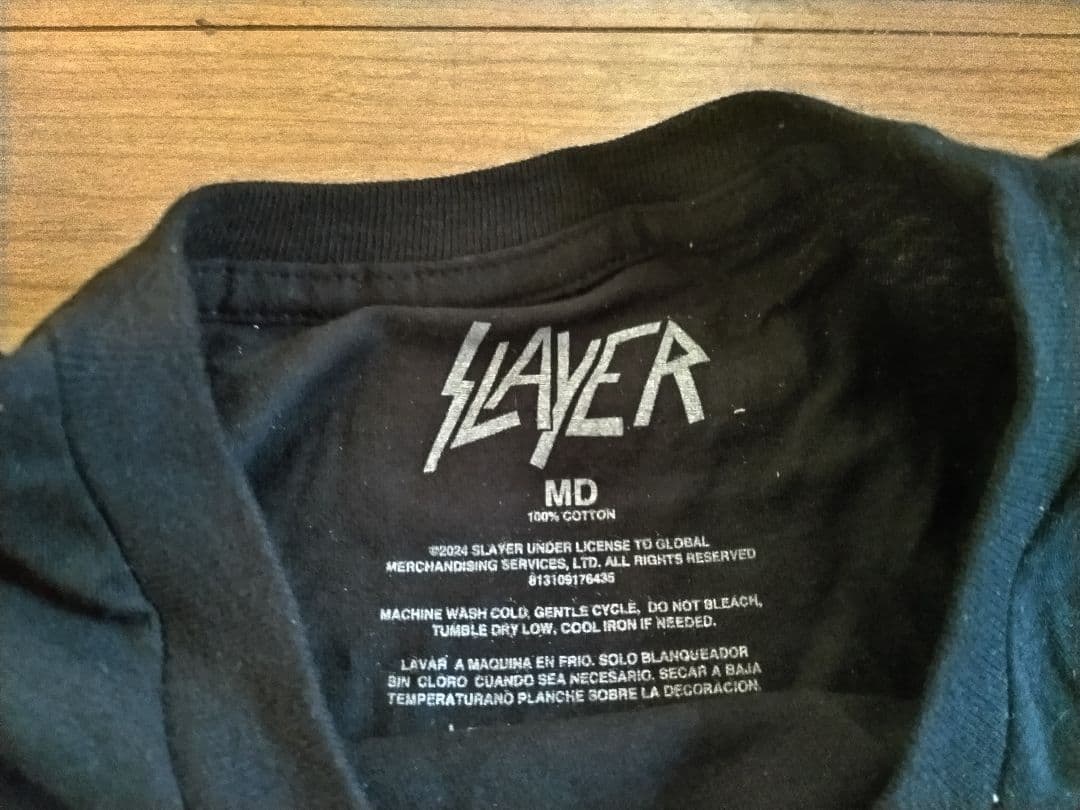 SLAYER
MD
100% COTTON
©2024 SLAYER UNDER LICENSE TO GLOBAL
MERCHANDISING SERVICES, LTD. ALL RIGHTS RESERVED
813109176435
MACHINE WASH COLD, GENTLE CYCLE, DO NOT BLEACH,
TUMBLE DRY LOW, COOL IRON IF NEEDED.
LAVAR A MAQUINA EN FRIO. SOLO BLANQUEADOR
SIN CLORO CUANDO SEA NECESARIO. SECAR A BAJA
TEMPERATURANO PLANCHE SOBRE LA DECORACION.